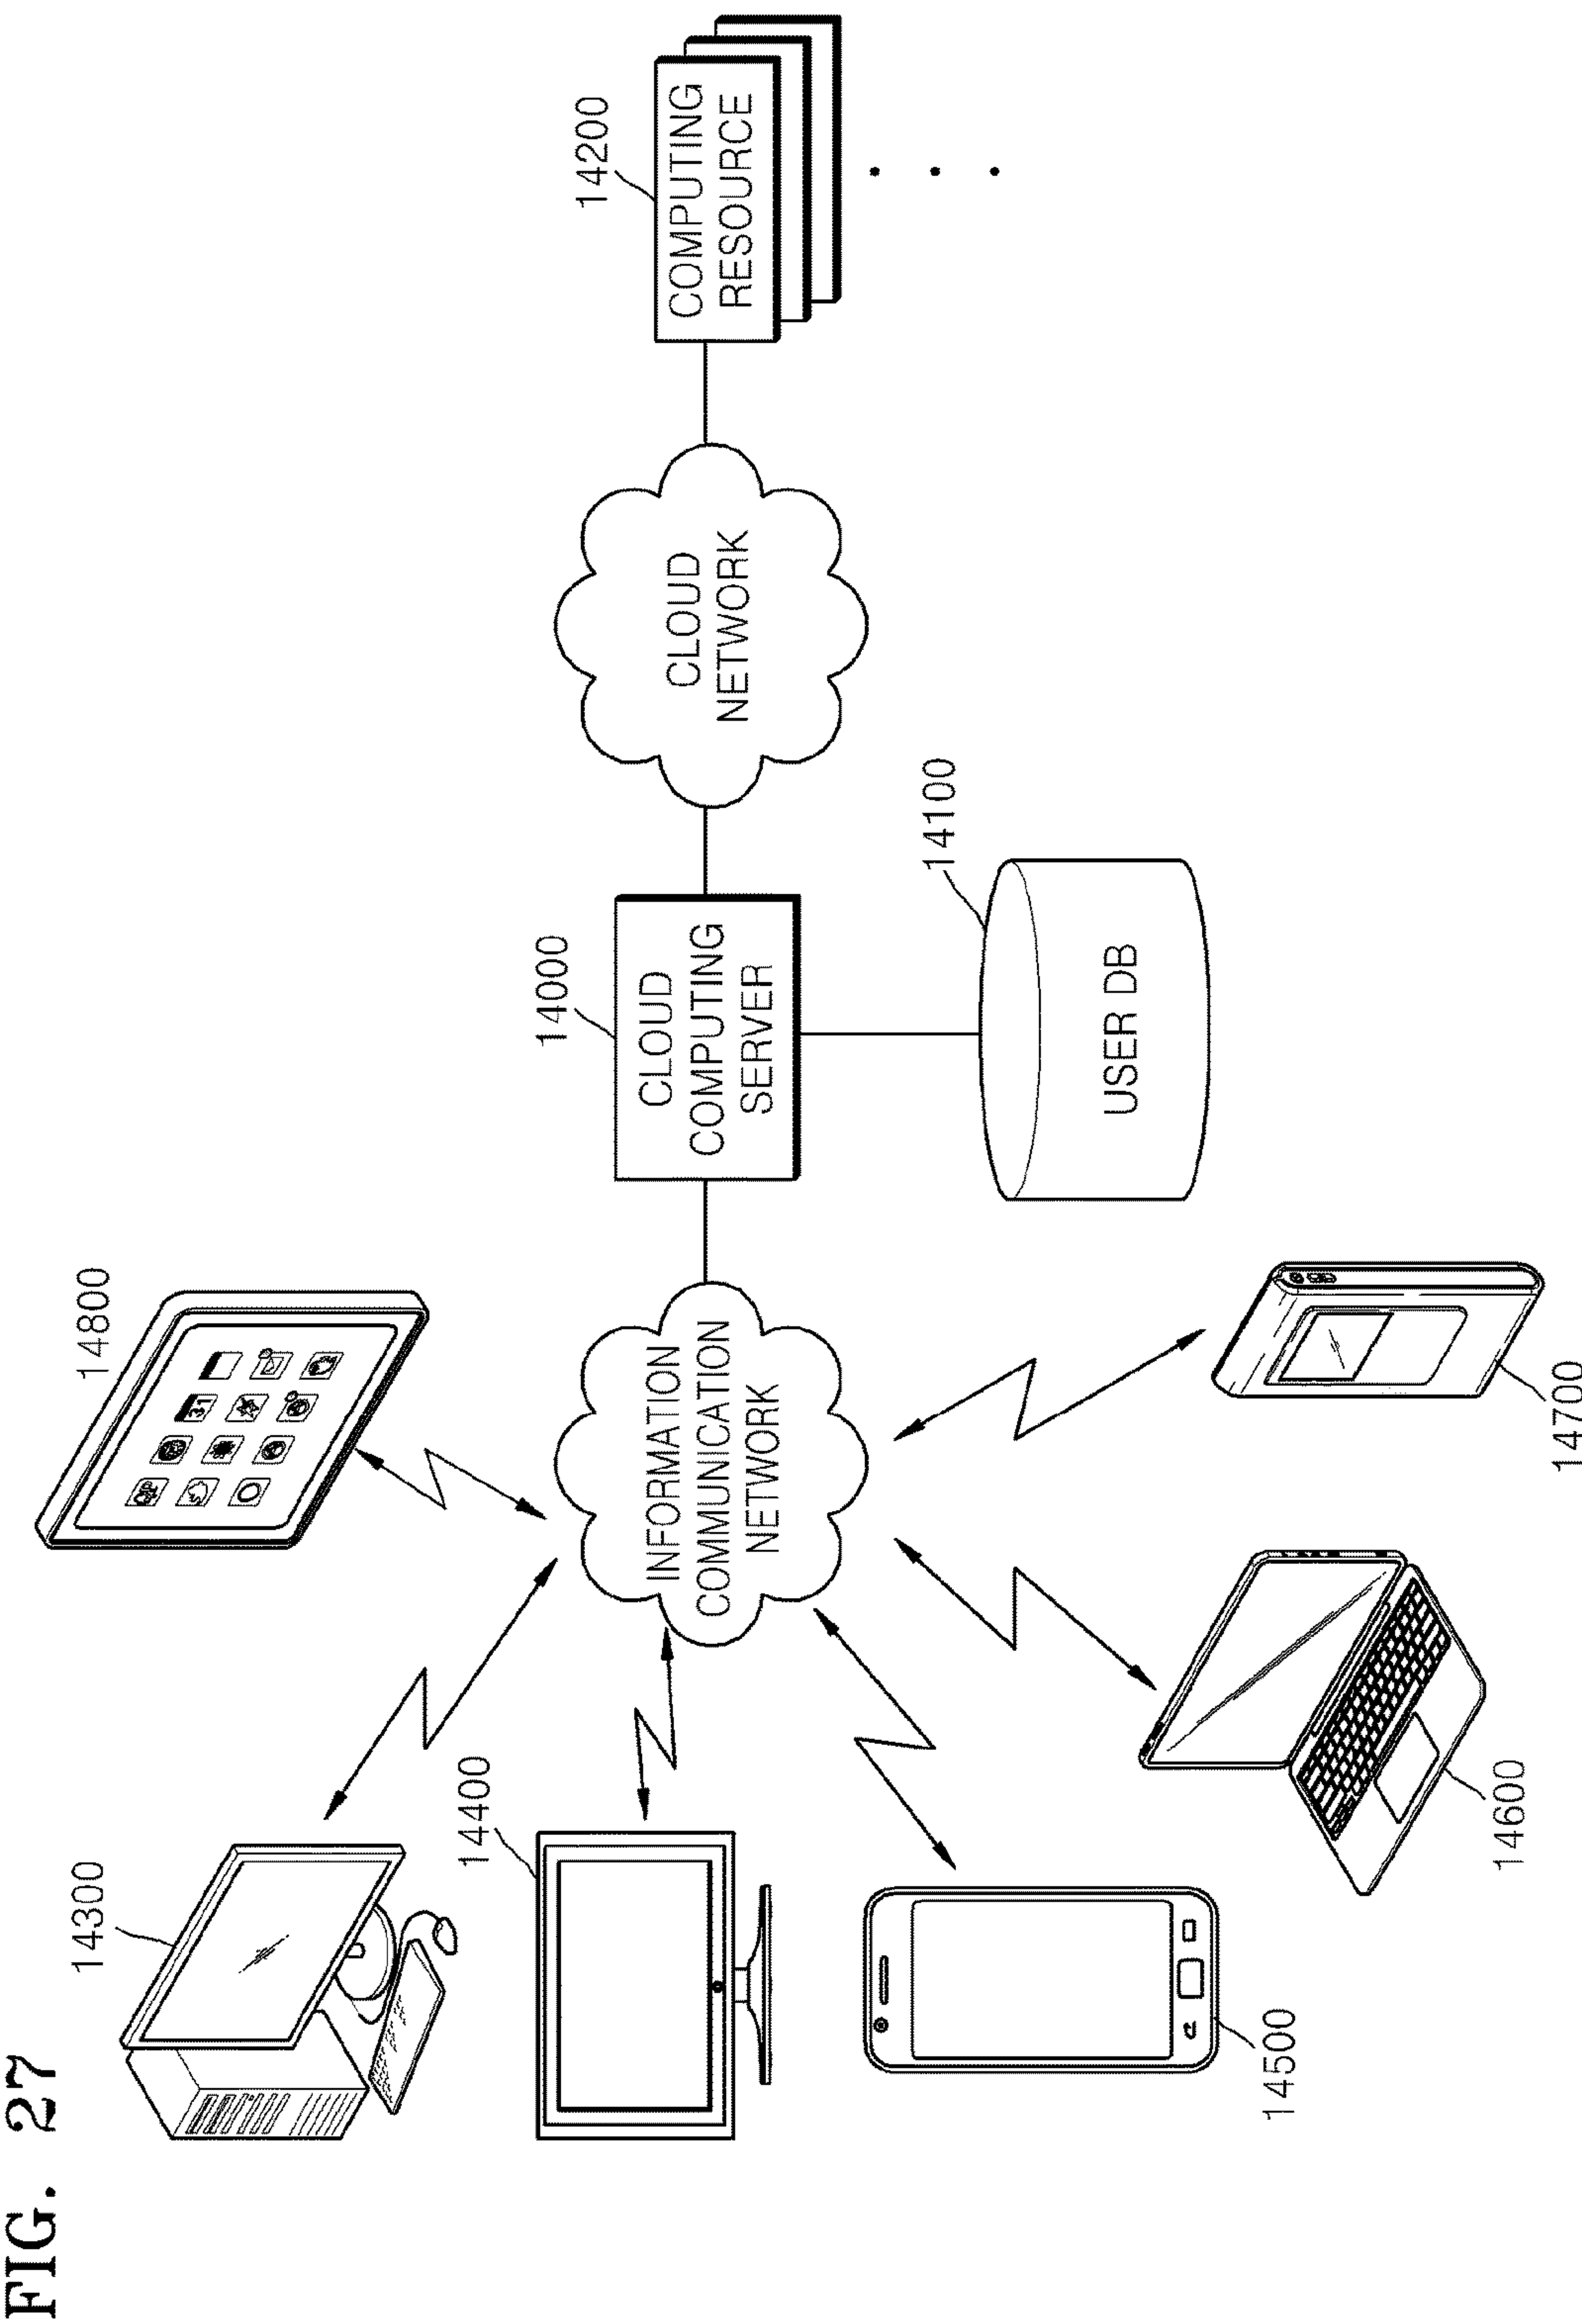 FIG. 27
14300
14800
14400
INFORMATION
COMMUNICATION
NETWORK
14000
CLOUD
COMPUTING
SERVER
CLOUD
NETWORK
14200
COMPUTING
RESOURCE
31
14100
USER DB
14500
14600
14700